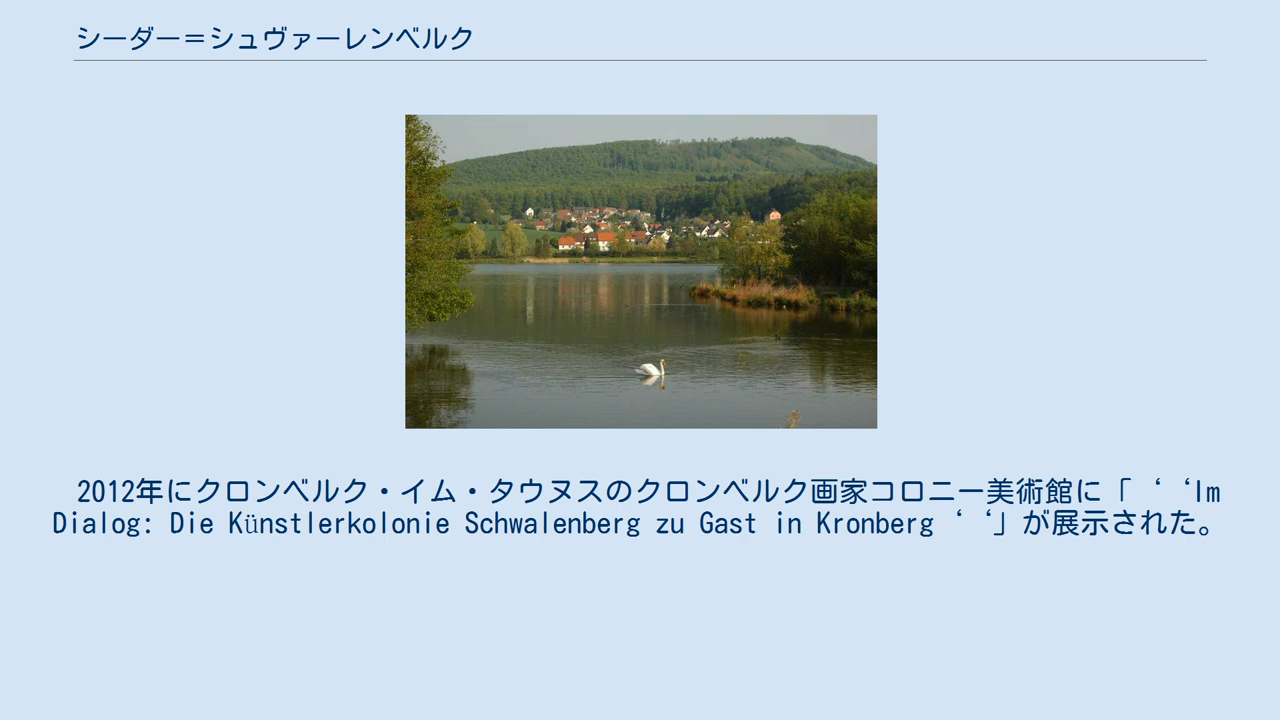 シーダー＝シュヴァーレンベルク
2012年にクロンベルク・イム・タウヌスのクロンベルク画家コロニー美術館に「‘‘Im
Dialog: Die Künstlerkolonie Schwalenberg zu Gast in Kronberg‘‘」が展示された。